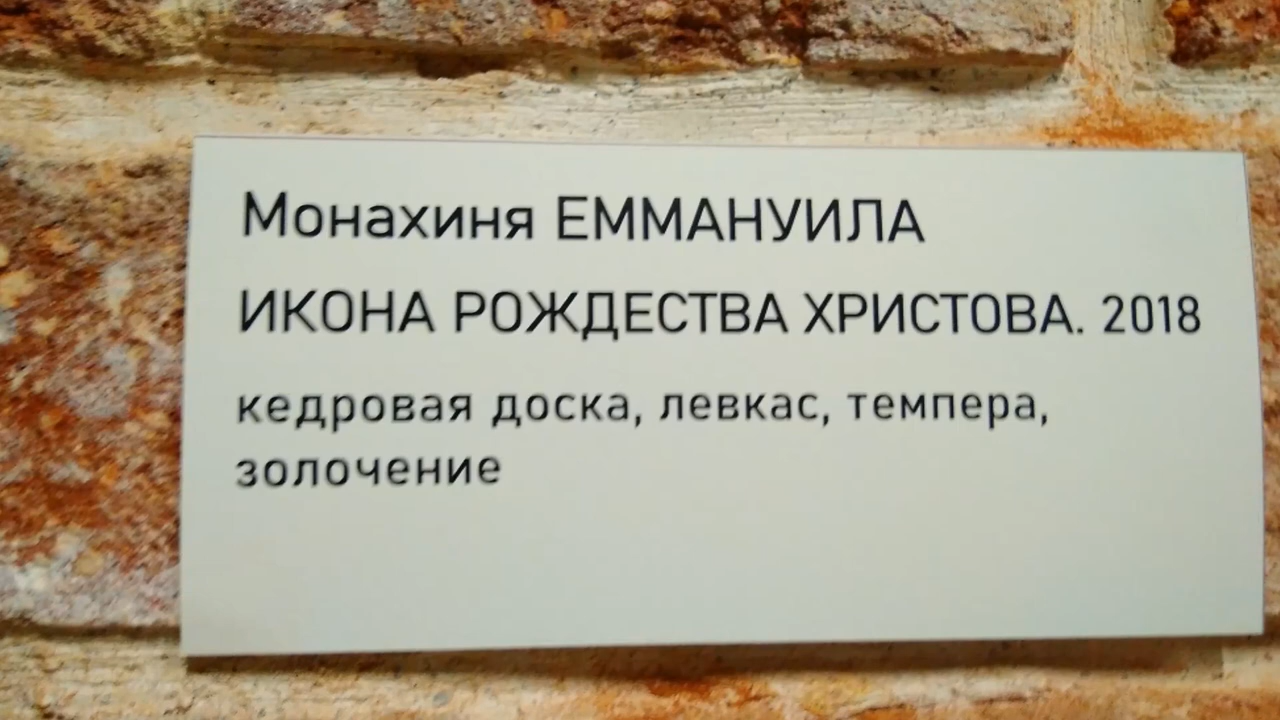 Монахиня ЕММАНУИЛА
ИКОНА РОЖДЕСТВА ХРИСТОВА. 2018
кедровая доска, левкас, темпера,
золочение